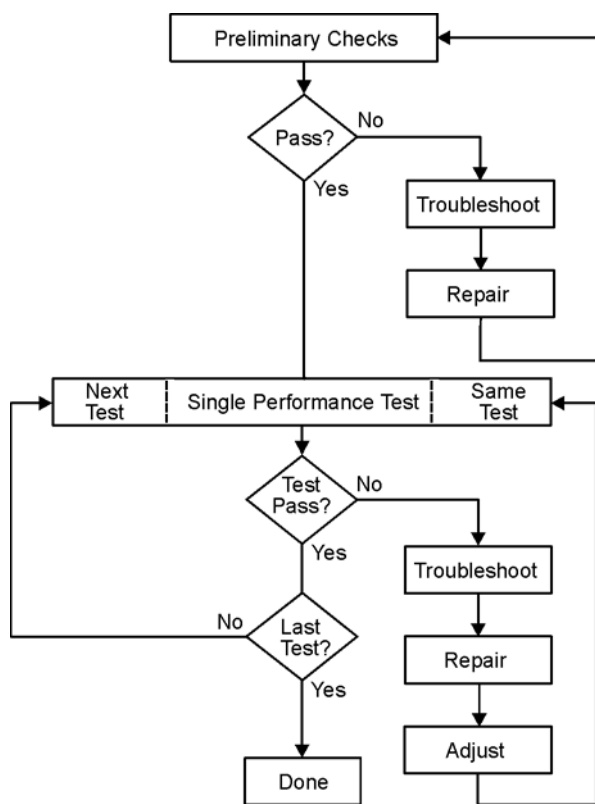 Preliminary Checks
Pass?
No
Yes
Troubleshoot
Repair
Next
Test
Single Performance Test
Same
Test
Test
Pass?
No
Yes
Troubleshoot
No
Last
Test?
Repair
Yes
Adjust
Done